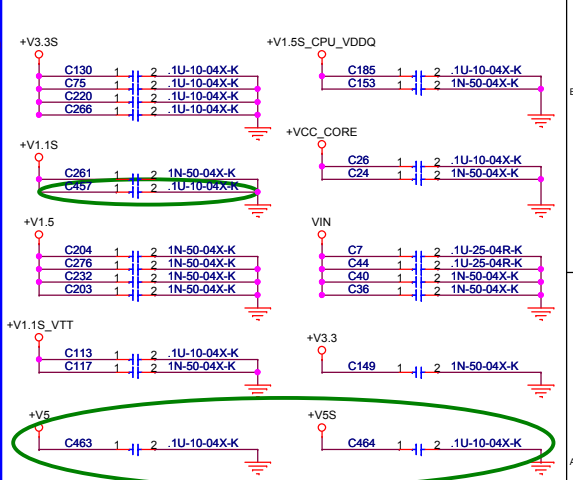 +V3.3S
C130 1 2 .1U-10-04X-K
C75 1 2 .1U-10-04X-K
C220 1 2 .1U-10-04X-K
C266 1 2 .1U-10-04X-K
+V1.5S_CPU_VDDQ
C185 1 2 .1U-10-04X-K
C153 1 2 1N-50-04X-K
+V1.1S
C261 1 2 1N-50-04X-K
C457 1 2 .1U-10-04X-K
+VCC_CORE
C26 1 2 .1U-10-04X-K
C24 1 2 1N-50-04X-K
+V1.5
C204 1 2 1N-50-04X-K
C276 1 2 1N-50-04X-K
C232 1 2 1N-50-04X-K
C203 1 2 1N-50-04X-K
VIN
C7 1 2 .1U-25-04R-K
C44 1 2 .1U-25-04R-K
C40 1 2 1N-50-04X-K
C36 1 2 1N-50-04X-K
+V1.1S_VTT
C113 1 2 .1U-10-04X-K
C117 1 2 1N-50-04X-K
+V3.3
C149 1 2 1N-50-04X-K
+V5
C463 1 2 .1U-10-04X-K
+V5S
C464 1 2 .1U-10-04X-K